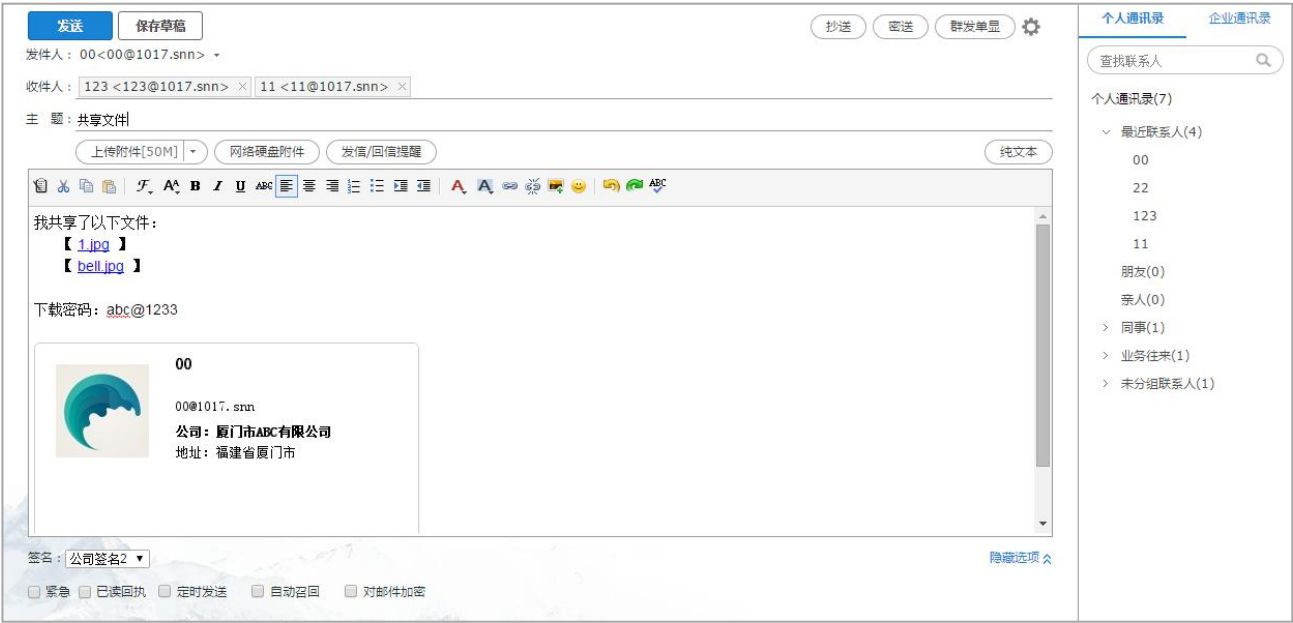 发送 保存草稿 抄送 密送 群发单显
发件人：00<00@1017.snn>
收件人：123 <123@1017.snn> × 11 <11@1017.snn> ×
主 题：共享文件
上传附件[50M] 网络硬盘附件 发信/回信提醒 纯文本
B I U ABC A A ABC
我共享了以下文件：
【 1.jpg 】
【 bell.jpg 】
下载密码：abc@1233
00
00@1017.snn
公司：厦门市ABC有限公司
地址：福建省厦门市
签名：公司签名2 隐藏选项
紧急 已读回执 定时发送 自动召回 对邮件加密
个人通讯录 企业通讯录
查找联系人
个人通讯录(7)
最近联系人(4)
00
22
123
11
朋友(0)
亲人(0)
同事(1)
业务往来(1)
未分组联系人(1)